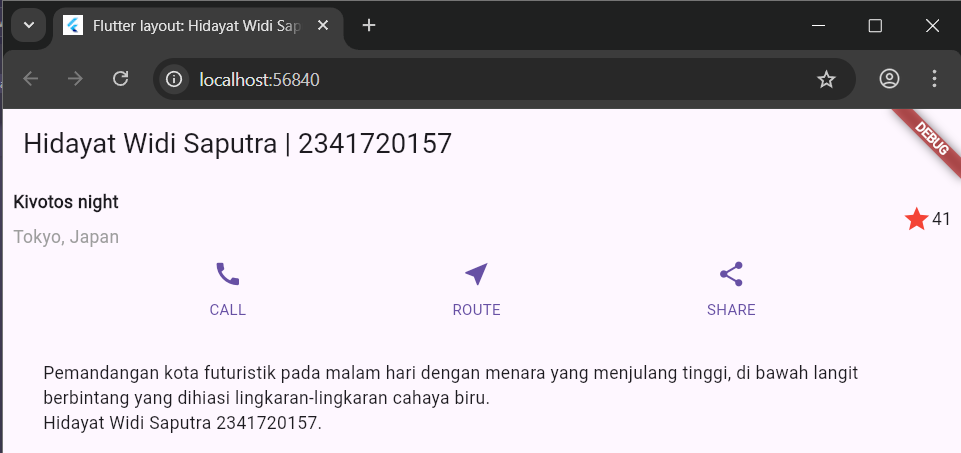 Flutter layout: Hidayat Widi Sap
localhost:56840
Hidayat Widi Saputra | 2341720157
DEBUG
Kivotos night
Tokyo, Japan
41
CALL ROUTE SHARE
Pemandangan kota futuristik pada malam hari dengan menara yang menjulang tinggi, di bawah langit
berbintang yang dihiasi lingkaran-lingkaran cahaya biru.
Hidayat Widi Saputra 2341720157.